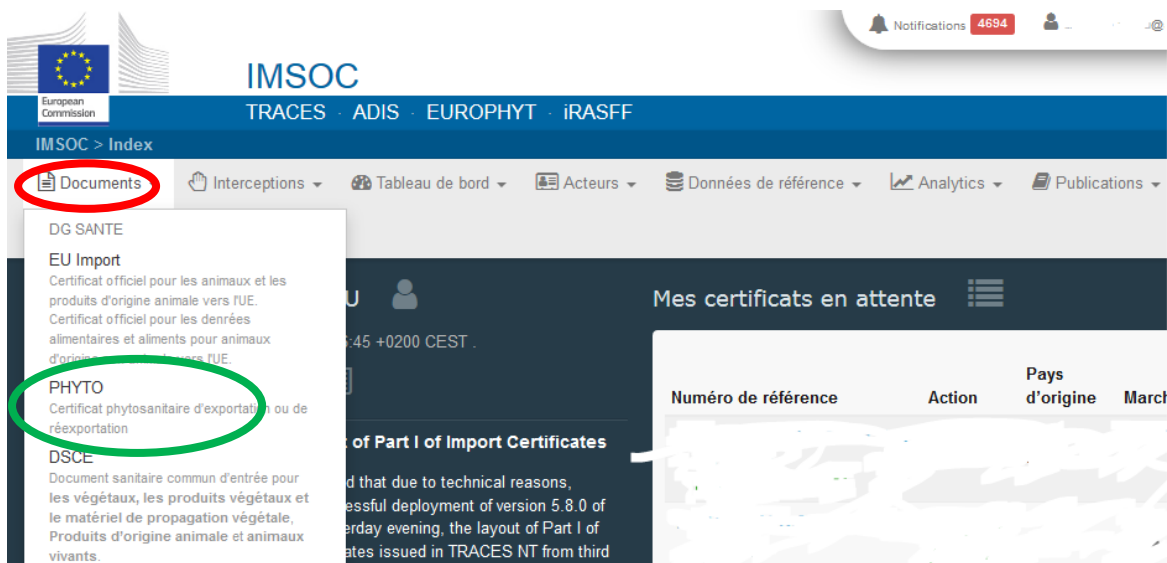 Notifications 4694
IMSOC
European
Commission
TRACES · ADIS · EUROPHYT · iRASFF
IMSOC > Index
Documents Interceptions Tableau de bord Acteurs Données de référence Analytics Publications
DG SANTE
EU Import
Certificat officiel pour les animaux et les
produits d'origine animale vers l'UE.
Certificat officiel pour les denrées
alimentaires et aliments pour animaux
vers l'UE.
PHYTO
Certificat phytosanitaire d'exportation ou de
réexportation
DSCE
Document sanitaire commun d'entrée pour
les végétaux, les produits végétaux et
le matériel de propagation végétale,
Produits d'origine animale et animaux
vivants.
U
:45 +0200 CEST .
of Part I of Import Certificates
d that due to technical reasons,
essful deployment of version 5.8.0 of
erday evening, the layout of Part I of
ates issued in TRACES NT from third
Mes certificats en attente
Numéro de référence Action Pays d'origine March